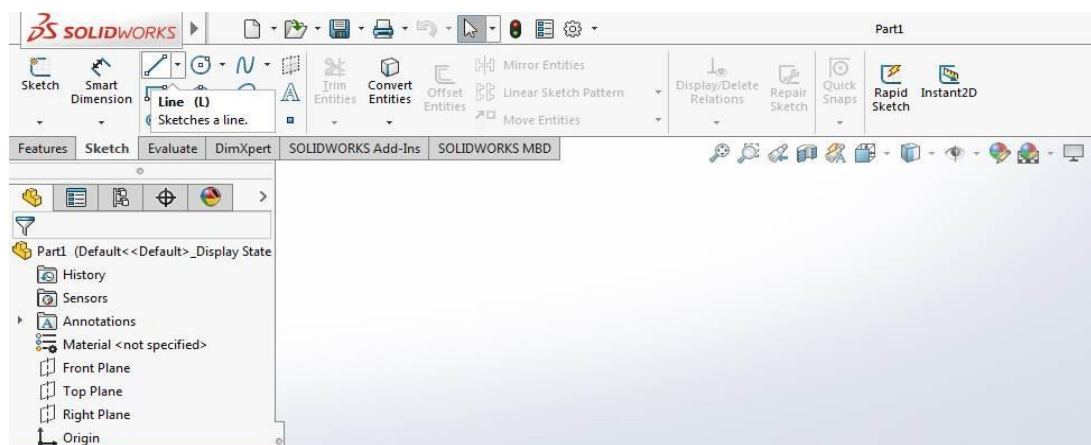 SOLIDWORKS
Part1
Sketch
Smart Dimension
Line (L)
Sketches a line.
Trim Entities
Convert Entities
Offset Entities
Mirror Entities
Linear Sketch Pattern
Move Entities
Display/Delete Relations
Repair Sketch
Quick Snaps
Rapid Sketch
Instant2D
Features
Sketch
Evaluate
DimXpert
SOLIDWORKS Add-Ins
SOLIDWORKS MBD
Part1 (Default<<Default>_Display State
History
Sensors
Annotations
Material <not specified>
Front Plane
Top Plane
Right Plane
Origin